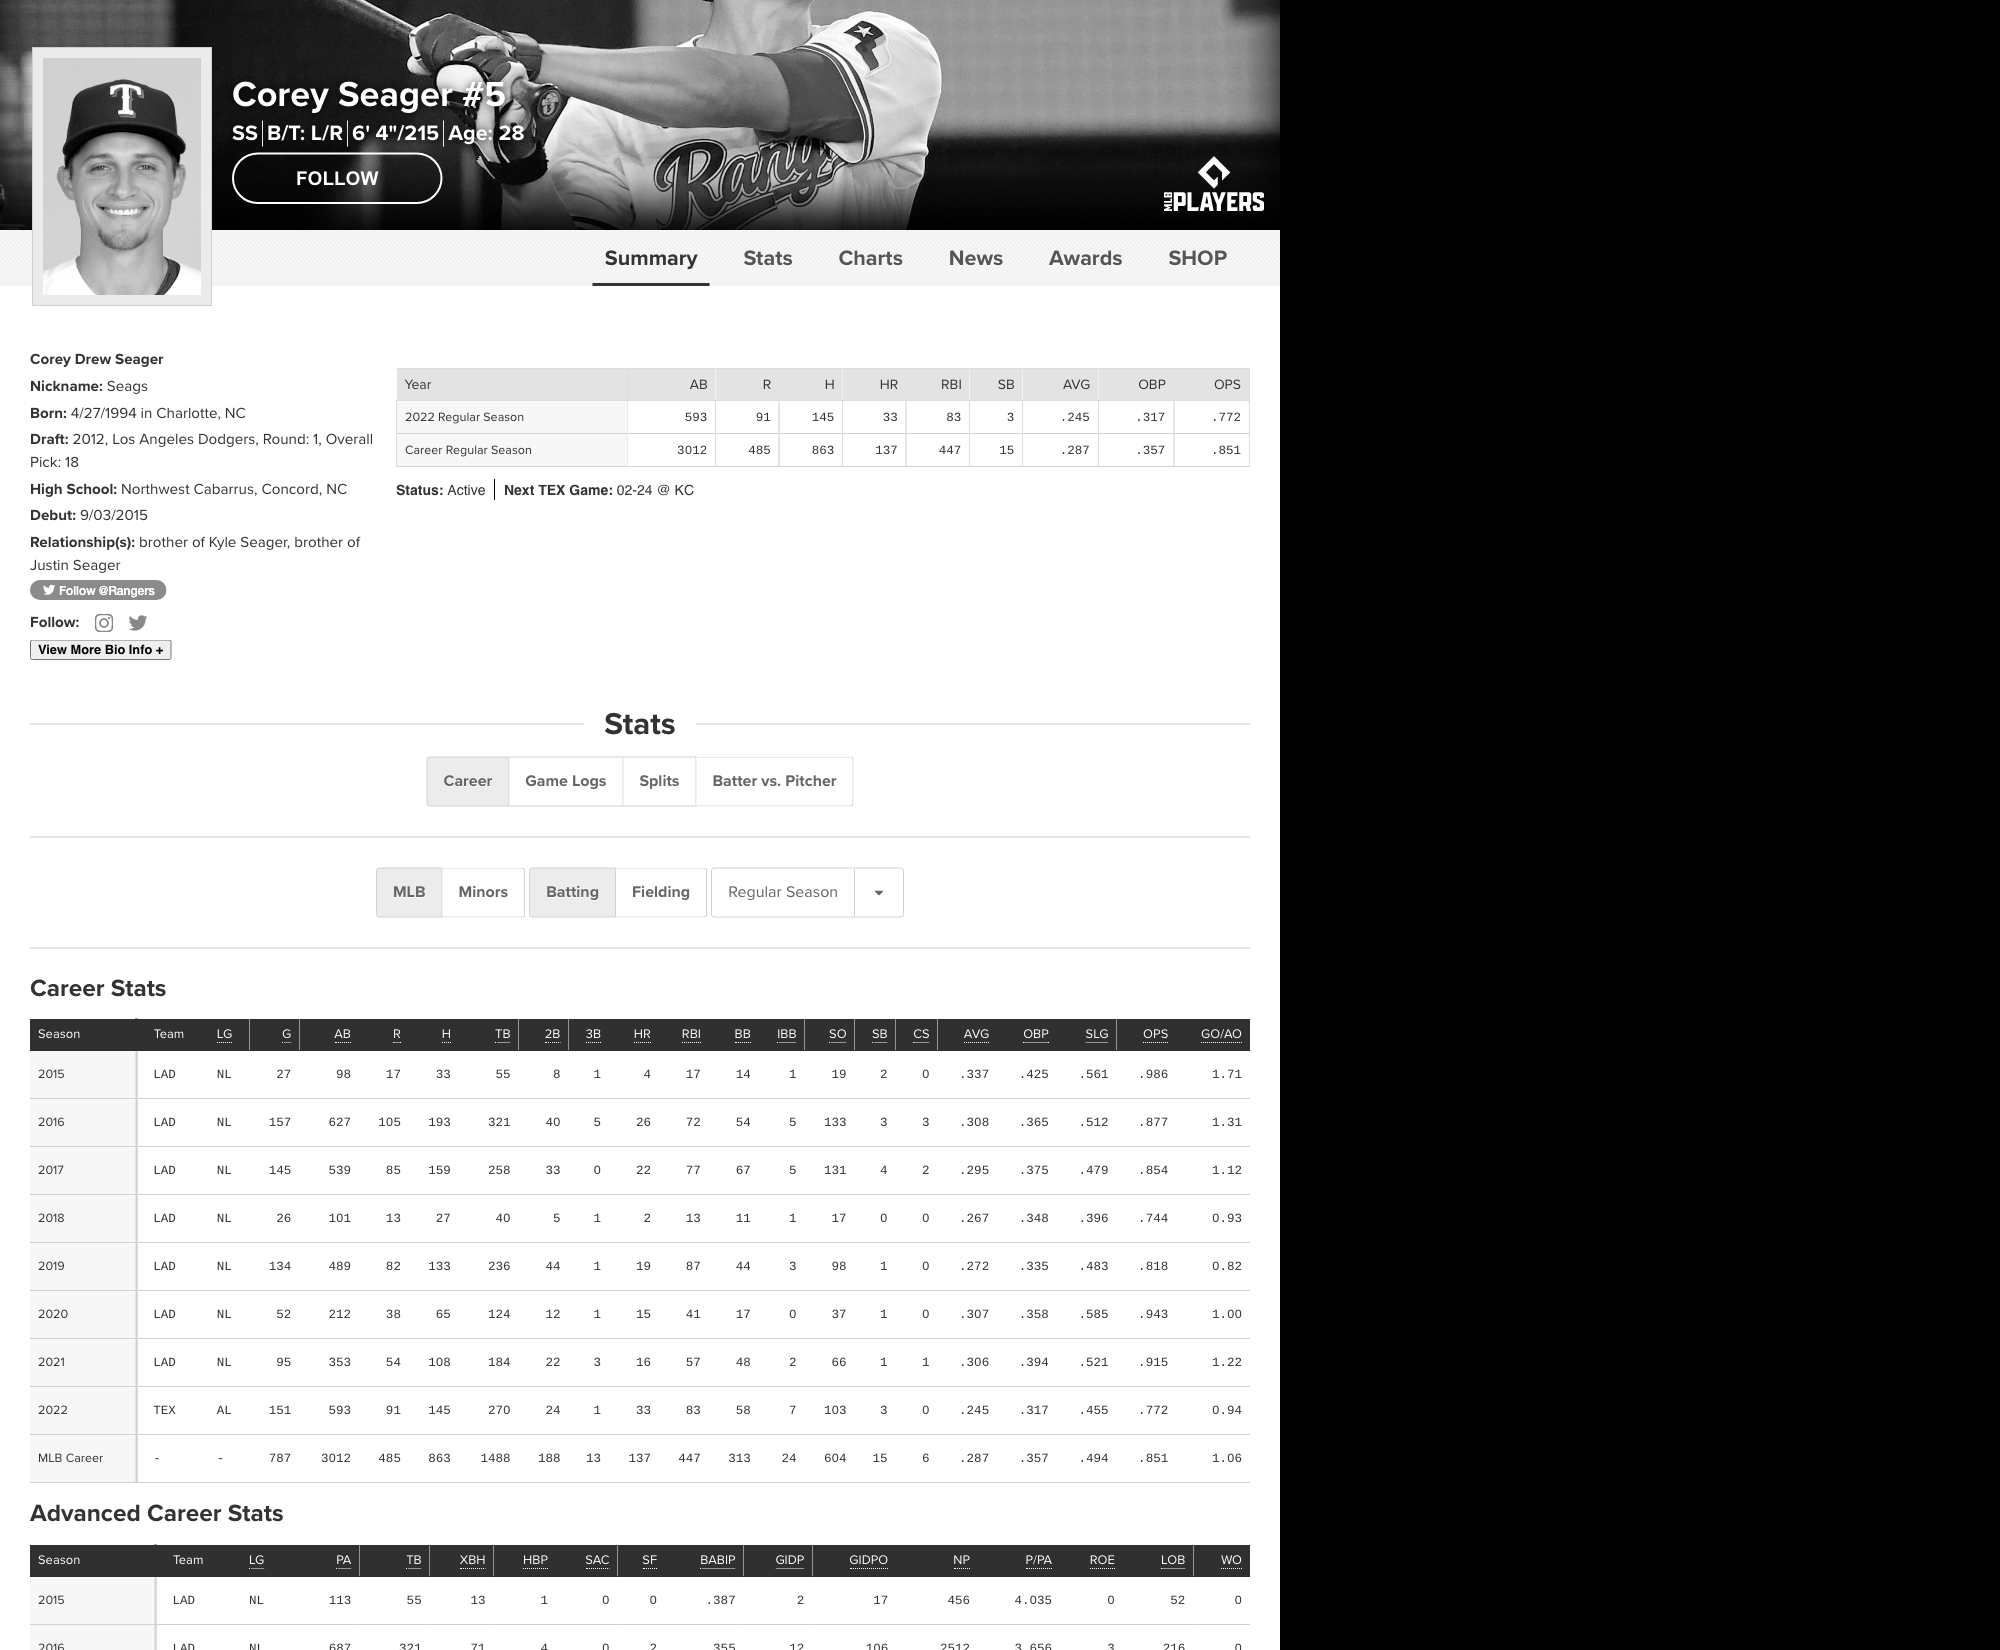 Corey Seager #5
SS B/T: L/R 6' 4"/215 Age: 28
FOLLOW
T
Rang
MLB PLAYERS
Summary Stats Charts News Awards SHOP
Corey Drew Seager
Nickname: Seags
Born: 4/27/1994 in Charlotte, NC
Draft: 2012, Los Angeles Dodgers, Round: 1, Overall
Pick: 18
High School: Northwest Cabarrus, Concord, NC
Debut: 9/03/2015
Relationship(s): brother of Kyle Seager, brother of
Justin Seager
Follow @Rangers
Follow:
View More Bio Info +
Year AB R H HR RBI SB AVG OBP OPS
2022 Regular Season 593 91 145 33 83 3 .245 .317 .772
Career Regular Season 3012 485 863 137 447 15 .287 .357 .851
Status: Active Next TEX Game: 02-24 @ KC
Stats
Career Game Logs Splits Batter vs. Pitcher
MLB Minors Batting Fielding Regular Season
Career Stats
Season Team LG G AB R H TB 2B 3B HR RBI BB IBB SO SB CS AVG OBP SLG OPS GO/AO
2015 LAD NL 27 98 17 33 55 8 1 4 17 14 1 19 2 0 .337 .425 .561 .986 1.71
2016 LAD NL 157 627 105 193 321 40 5 26 72 54 5 133 3 3 .308 .365 .512 .877 1.31
2017 LAD NL 145 539 85 159 258 33 0 22 77 67 5 131 4 2 .295 .375 .479 .854 1.12
2018 LAD NL 26 101 13 27 40 5 1 2 13 11 1 17 0 0 .267 .348 .396 .744 0.93
2019 LAD NL 134 489 82 133 236 44 1 19 87 44 3 98 1 0 .272 .335 .483 .818 0.82
2020 LAD NL 52 212 38 65 124 12 1 15 41 17 0 37 1 0 .307 .358 .585 .943 1.00
2021 LAD NL 95 353 54 108 184 22 3 16 57 48 2 66 1 1 .306 .394 .521 .915 1.22
2022 TEX AL 151 593 91 145 270 24 1 33 83 58 7 103 3 0 .245 .317 .455 .772 0.94
MLB Career - - 787 3012 485 863 1488 188 13 137 447 313 24 604 15 6 .287 .357 .494 .851 1.06
Advanced Career Stats
Season Team LG PA TB XBH HBP SAC SF BABIP GIDP GIDPO NP P/PA ROE LOB WO
2015 LAD NL 113 55 13 1 0 0 .387 2 17 456 4.035 0 52 0
2016 LAD NL 687 321 71 4 0 2 .355 12 106 2512 3.656 3 216 0